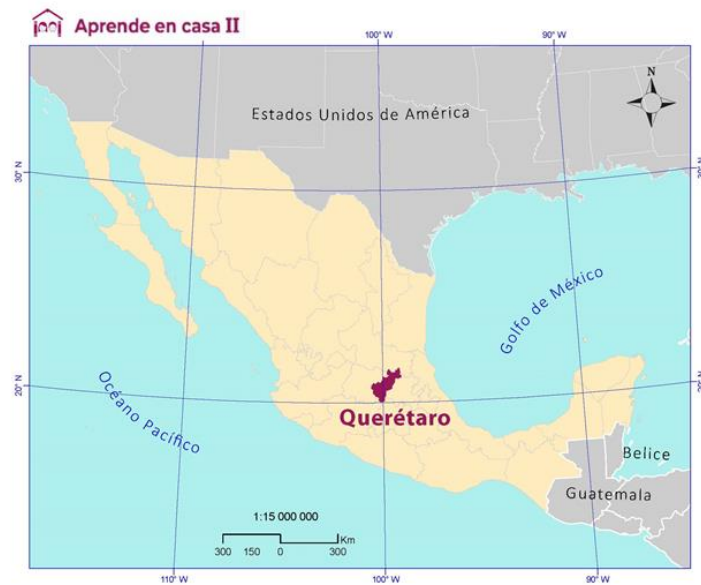 Aprende en casa II
100° W
90° W
N
Estados Unidos de América
30° N
Golfo de México
20° N
Océano Pacífico
Querétaro
Belice
Guatemala
1:15 000 000
300 150 0 300 Km
110° W
100° W
90° W